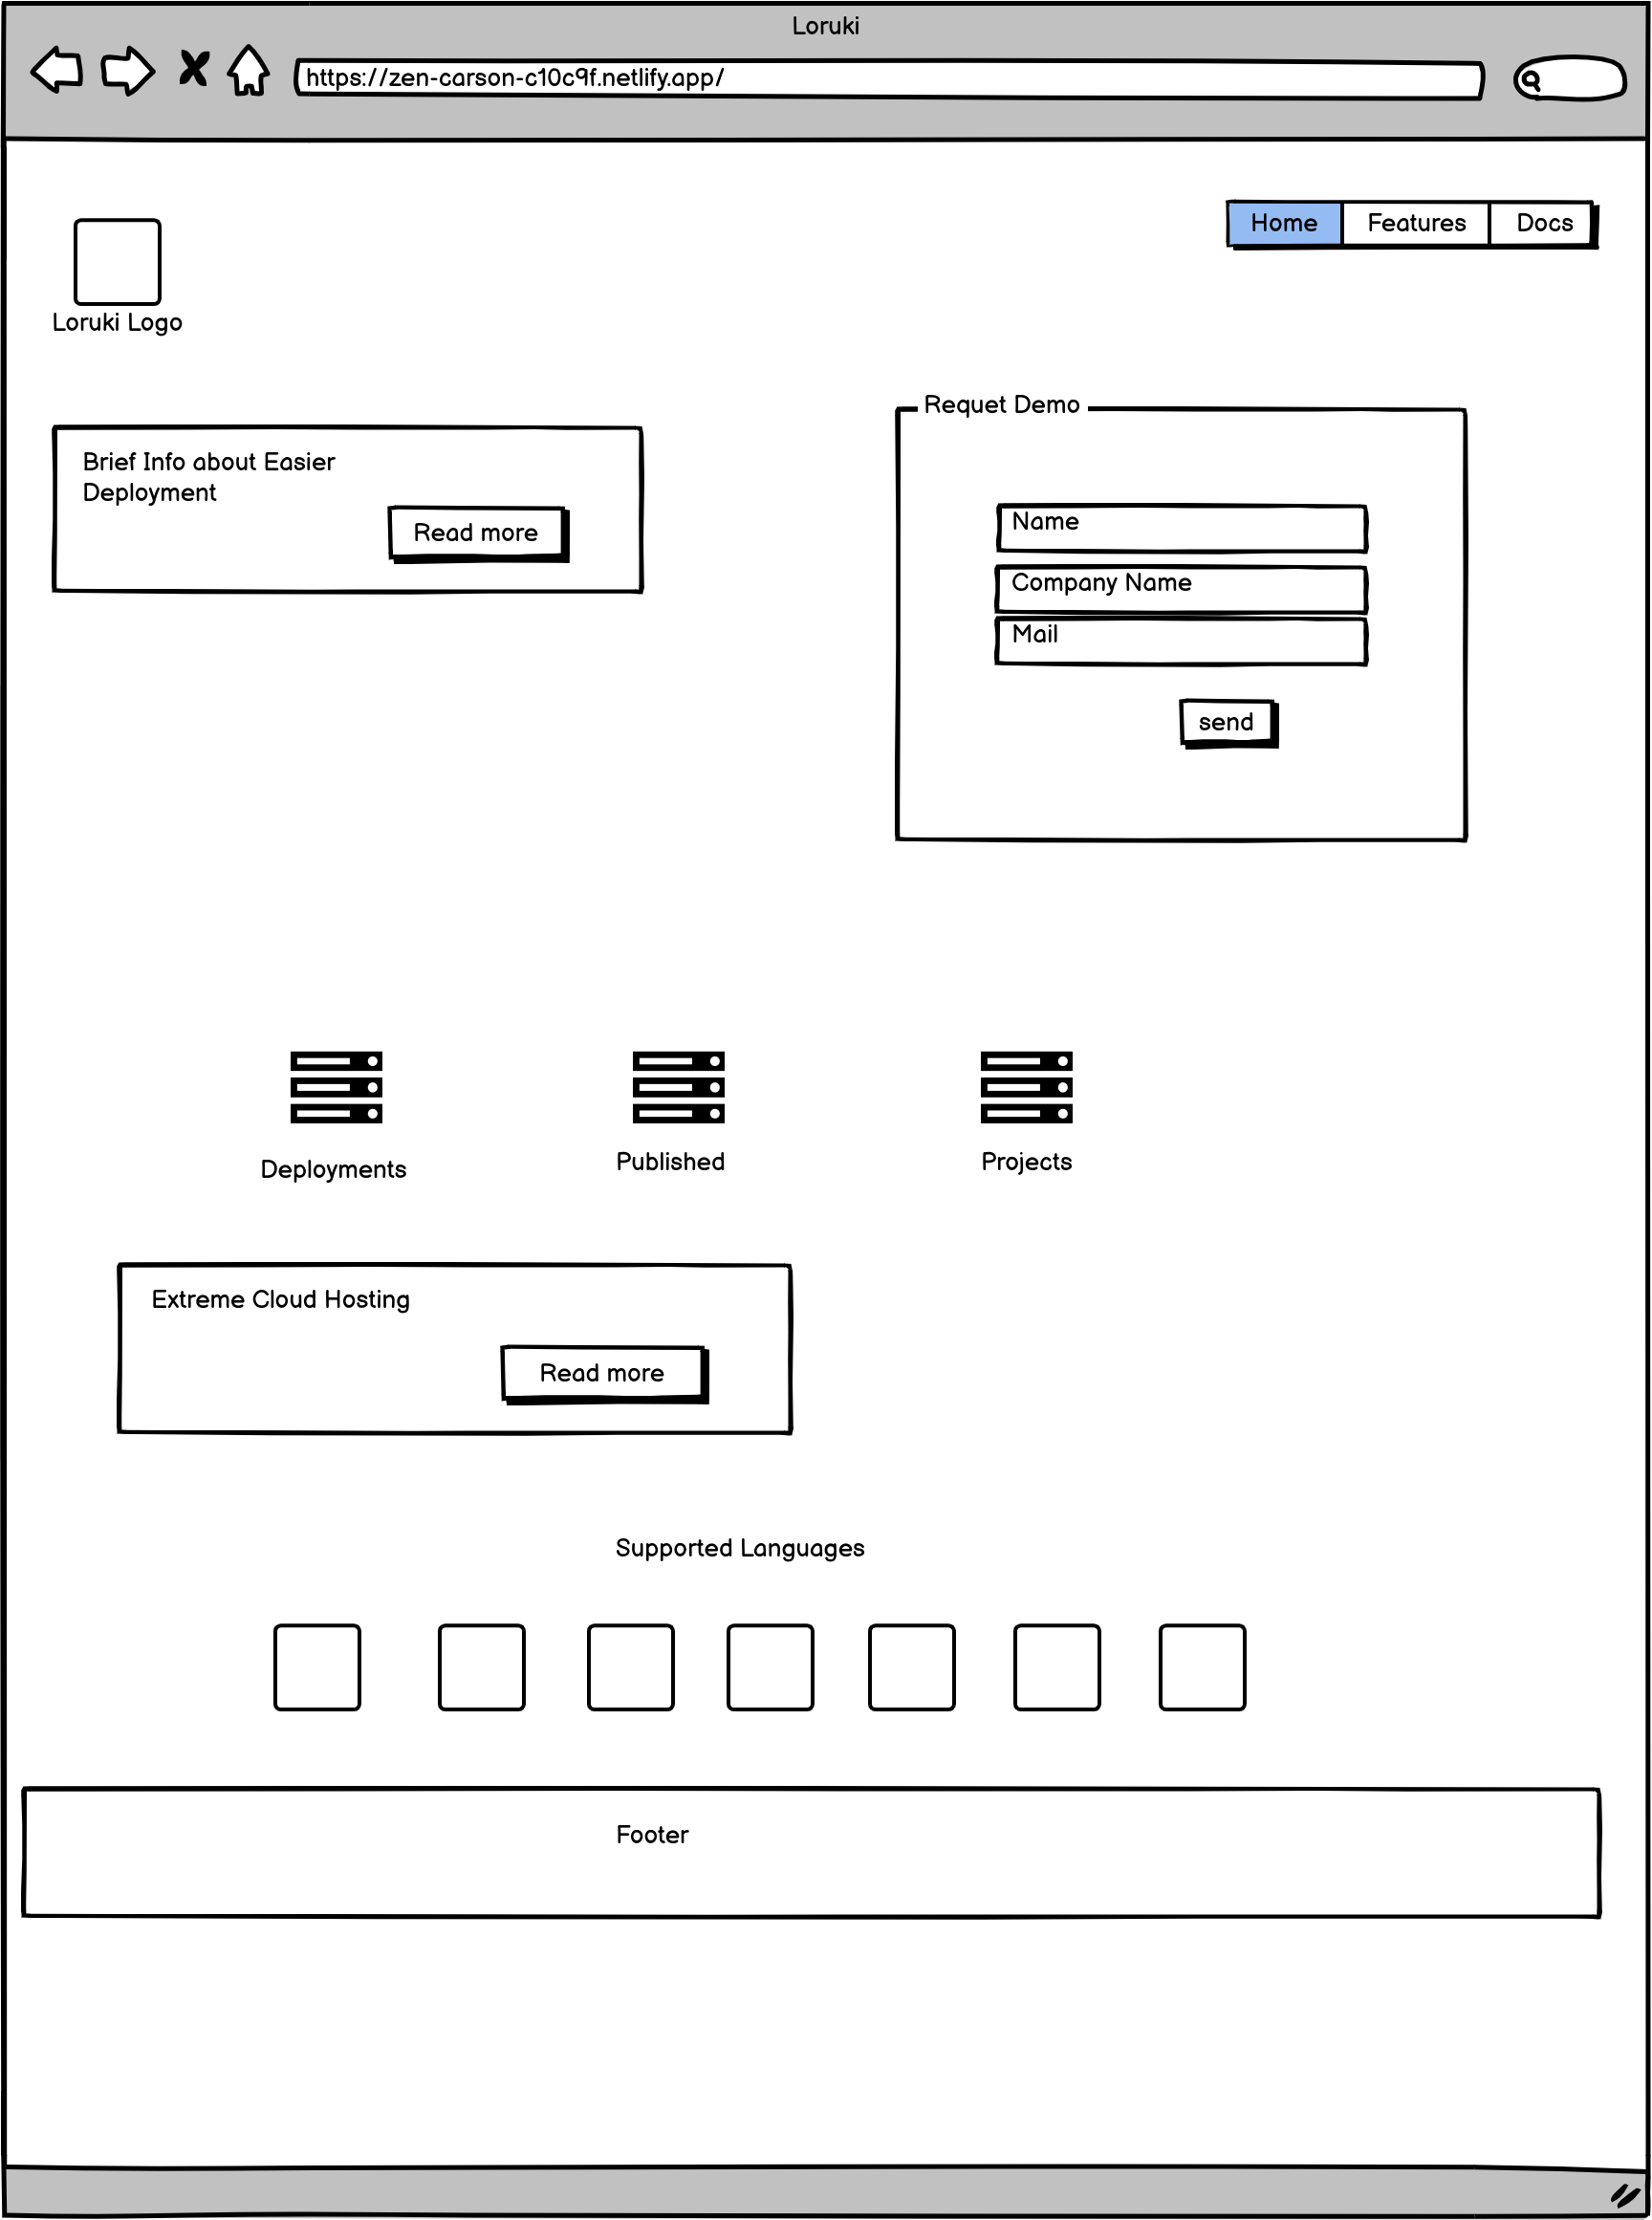 Loruki
https://zen-carson-c10c9f.netlify.app/
Home Features Docs
Loruki Logo
Brief Info about Easier
Deployment
Read more
Requet Demo
Name
Company Name
Mail
send
Deployments
Published
Projects
Extreme Cloud Hosting
Read more
Supported Languages
Footer